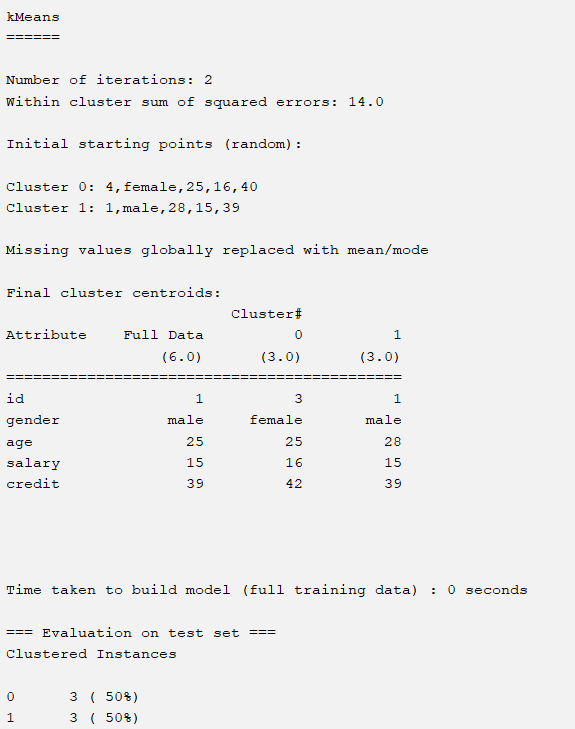 kMeans
======
Number of iterations: 2
Within cluster sum of squared errors: 14.0
Initial starting points (random):
Cluster 0: 4,female,25,16,40
Cluster 1: 1,male,28,15,39
Missing values globally replaced with mean/mode
Final cluster centroids:
                         Cluster#
Attribute    Full Data          0          1
                 (6.0)      (3.0)      (3.0)
============================================
id                   1          3          1
gender            male     female       male
age                 25         25         28
salary              15         16         15
credit              39         42         39
Time taken to build model (full training data) : 0 seconds
=== Evaluation on test set ===
Clustered Instances
0      3 ( 50%)
1      3 ( 50%)